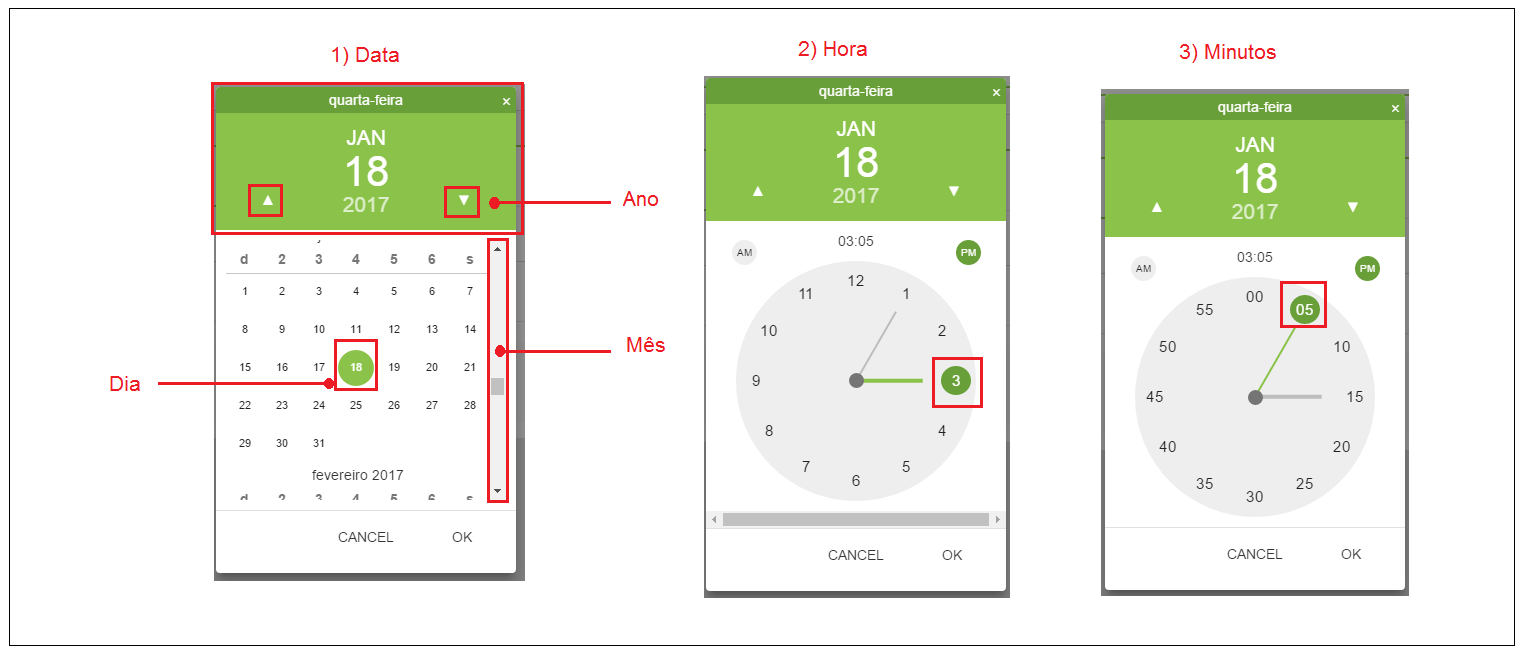 1) Data
quarta-feira ×
JAN
18
▲ 2017 ▼
Ano
d 2 3 4 5 6 s
1 2 3 4 5 6 7
8 9 10 11 12 13 14
15 16 17 18 19 20 21
22 23 24 25 26 27 28
29 30 31
fevereiro 2017
d 2 3 4 5 6 s
CANCEL OK
Mês
Dia
2) Hora
quarta-feira ×
JAN
18
▲ 2017 ▼
03:05
AM PM
12
11 1
10 2
9 3
8 4
7 5
6
CANCEL OK
3) Minutos
quarta-feira ×
JAN
18
▲ 2017 ▼
03:05
AM PM
00
55 05
50 10
45 15
40 20
35 25
30
CANCEL OK